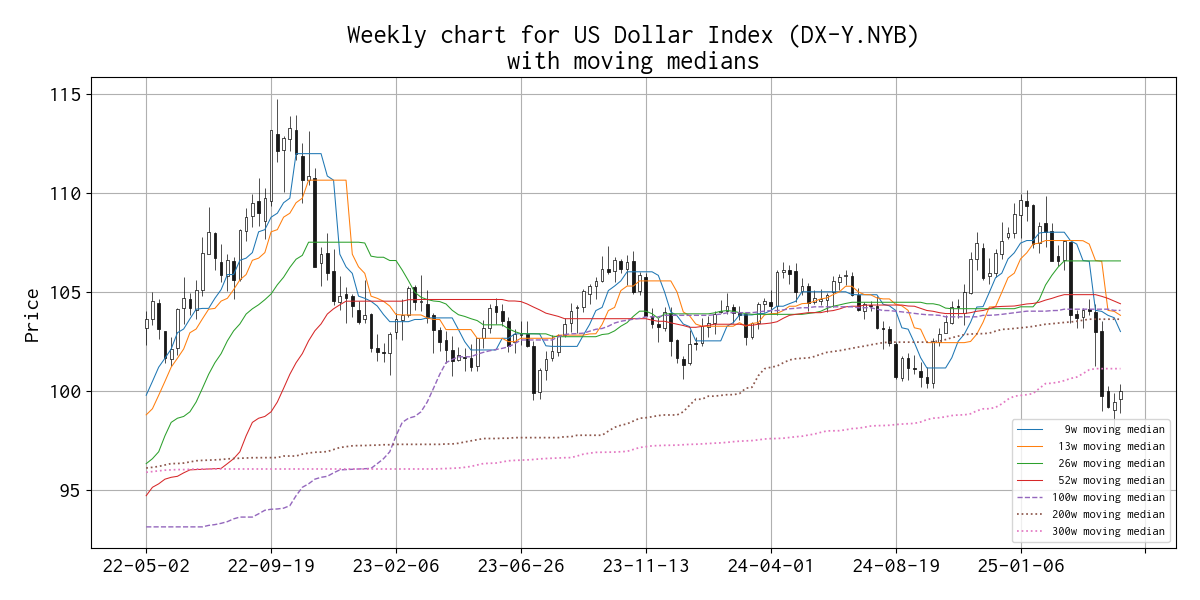 Weekly chart for US Dollar Index (DX-Y.NYB)
with moving medians
Price
115
110
105
100
95
22-05-02
22-09-19
23-02-06
23-06-26
23-11-13
24-04-01
24-08-19
25-01-06
9w moving median
13w moving median
26w moving median
52w moving median
100w moving median
200w moving median
300w moving median